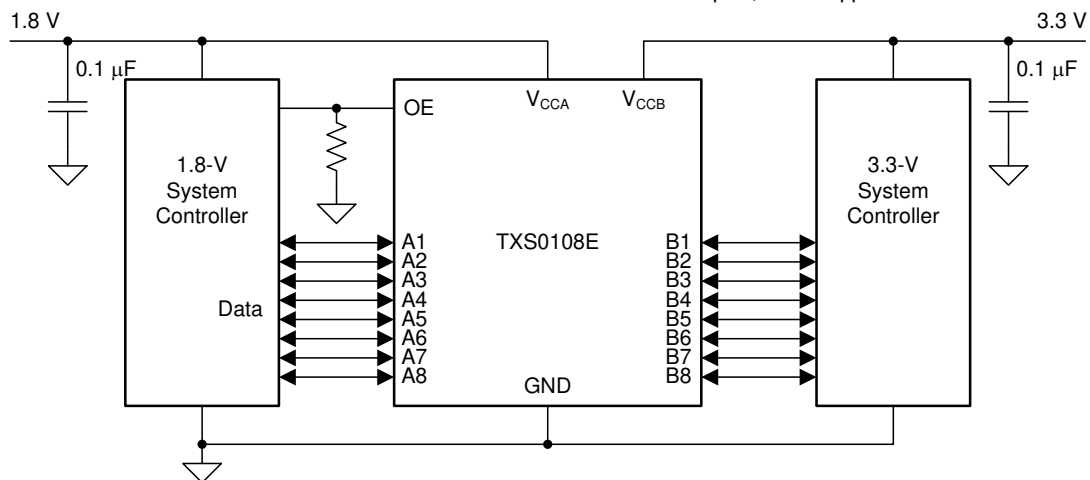 1.8 V
3.3 V
0.1 μF
0.1 μF
OE
VCCA
VCCB
1.8-V
System
Controller
3.3-V
System
Controller
TXS0108E
Data
A1
A2
A3
A4
A5
A6
A7
A8
B1
B2
B3
B4
B5
B6
B7
B8
GND